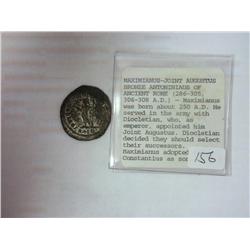 MAXIMIANUS-JOINT AUGUSTUS
BRONZE ANTONINIANUS OF
ANCIENT ROME (286-305,
306-308 A.D.) - Maximianus
was born about 250 A.D. He
served in the army with
Diocletian, who, as
emperor, appointed him
Joint Augustus. Diocletian
decided they should select
their successors.
Maximianus adopted
Constantius as son
156